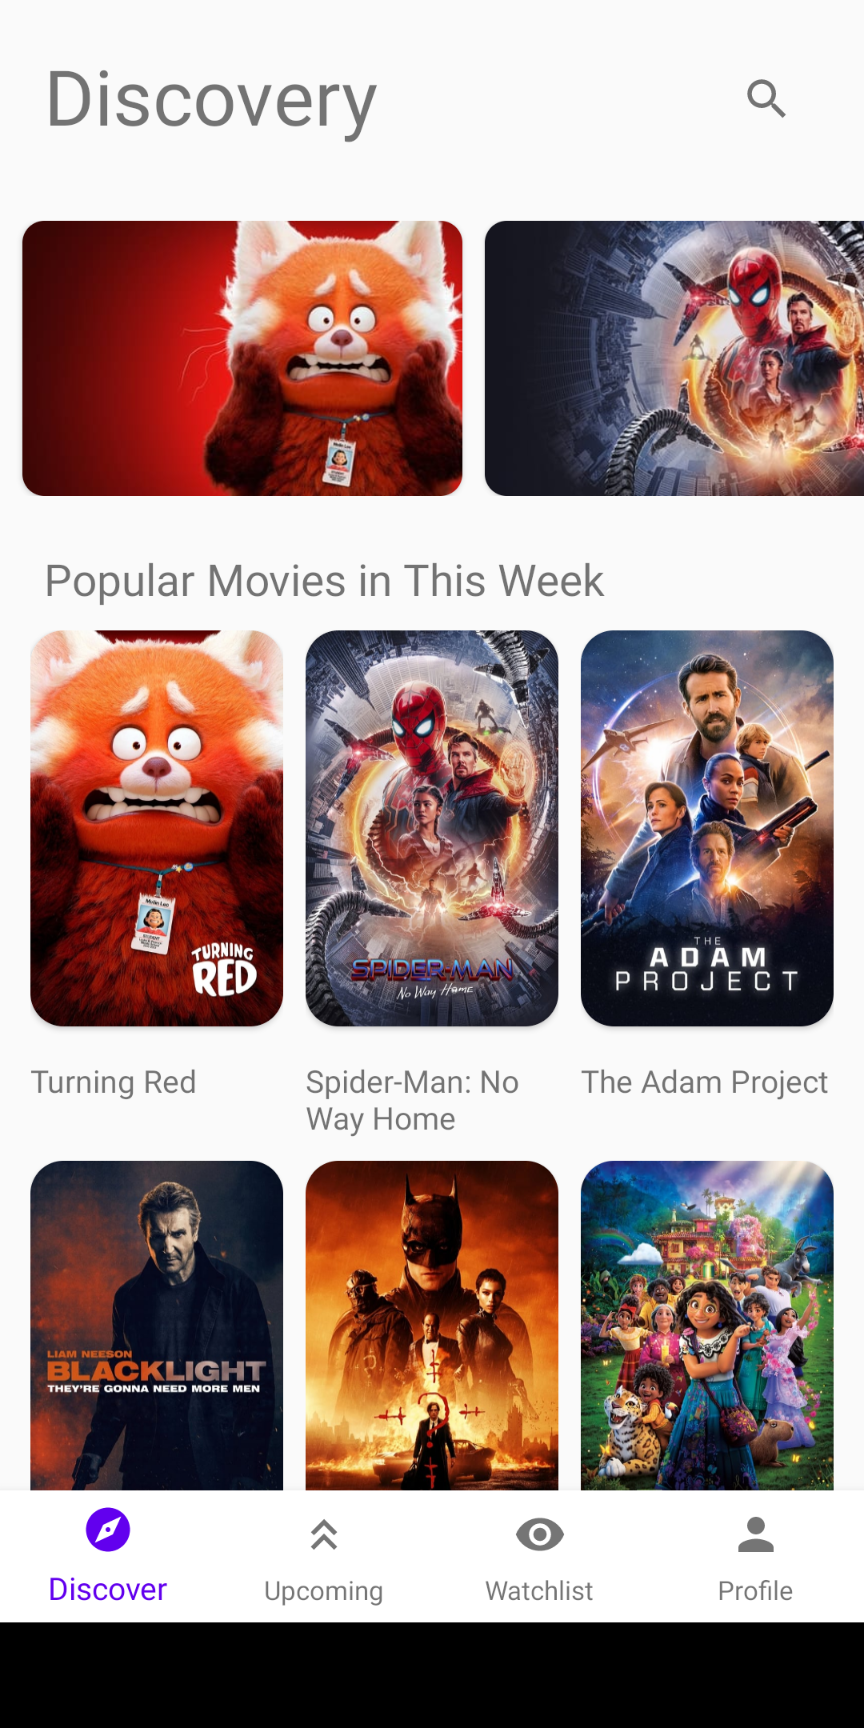 Discovery
Popular Movies in This Week
TURNING
RED
SPIDER-MAN
No Way Home
THE
ADAM
PROJECT
Turning Red
Spider-Man: No
Way Home
The Adam Project
LIAM NEESON
BLACKLIGHT
THEY'RE GONNA NEED MORE MEN
Discover
Upcoming
Watchlist
Profile